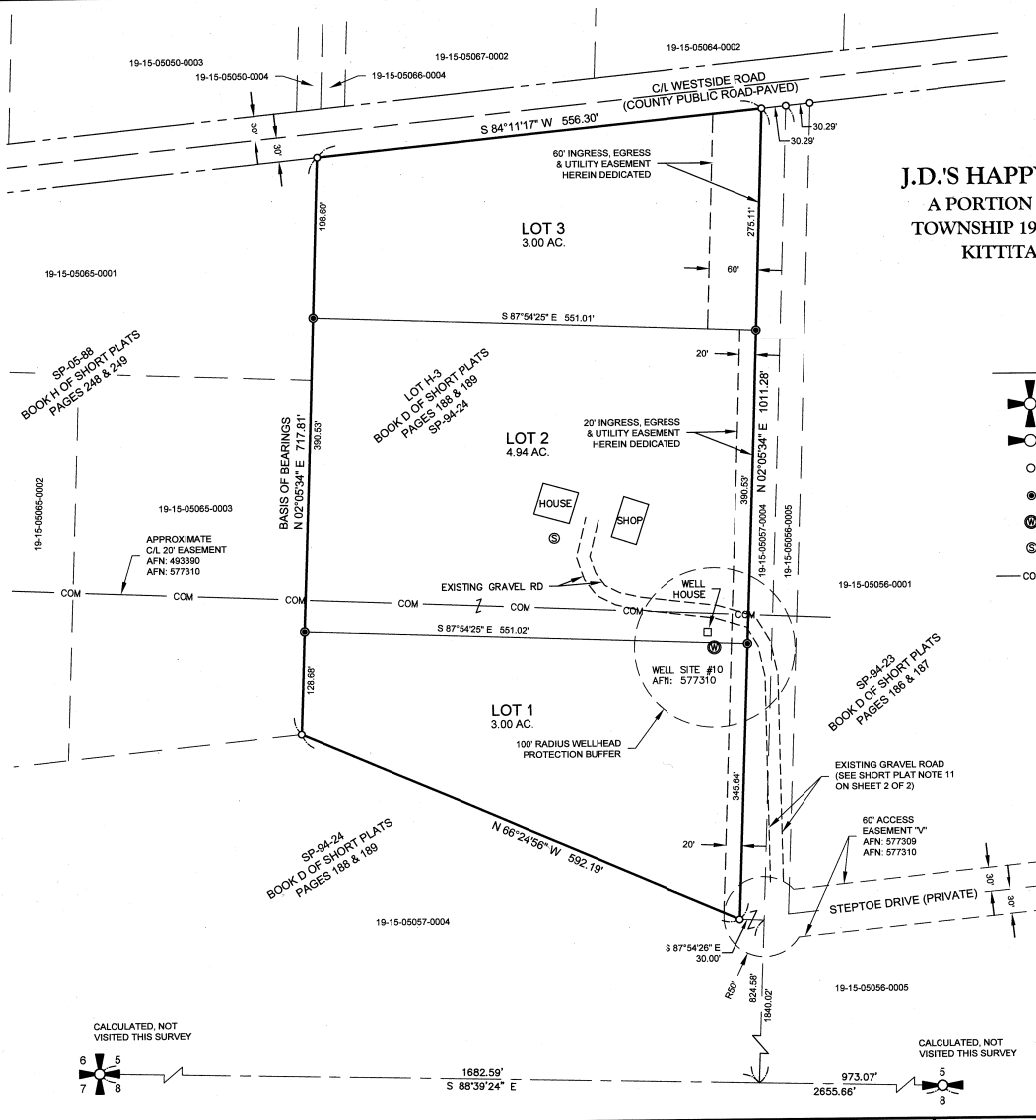 19-15-05050-0003
19-15-05067-0002
19-15-05064-0002
19-15-05050-0004
19-15-05066-0004
C/L WESTSIDE ROAD
(COUNTY PUBLIC ROAD-PAVED)
30'
30'
S 84°11'17" W 556.30'
30.29'
30.29'
60' INGRESS, EGRESS
& UTILITY EASEMENT
HEREIN DEDICATED
J.D.'S HAPPY
A PORTION
TOWNSHIP 19
KITTITA
108.60'
LOT 3
3.00 AC.
275.11'
60'
19-15-05065-0001
S 87°54'25" E 551.01'
20'
SP-05-88
BOOK H OF SHORT PLATS
PAGES 248 & 249
LOT H-3
BOOK D OF SHORT PLATS
PAGES 188 & 189
SP-94-24
BASIS OF BEARINGS
N 02°05'34" E 717.81'
390.53'
LOT 2
4.94 AC.
20' INGRESS, EGRESS
& UTILITY EASEMENT
HEREIN DEDICATED
N 02°05'34" E 1011.28'
390.53'
19-15-05057-0004
19-15-05056-0005
19-15-05065-0002
19-15-05065-0003
HOUSE
SHOP
S
W
S
CO
APPROXIMATE
C/L 20' EASEMENT
AFN: 493390
AFN: 577310
EXISTING GRAVEL RD
WELL
HOUSE
19-15-05056-0001
COM
COM
COM
COM
COM
COM
COM
S 87°54'25" E 551.02'
W
WELL SITE #10
AFN: 577310
128.68'
LOT 1
3.00 AC.
100' RADIUS WELLHEAD
PROTECTION BUFFER
SP-94-23
BOOK D OF SHORT PLATS
PAGES 186 & 187
345.64'
EXISTING GRAVEL ROAD
(SEE SHORT PLAT NOTE 11
ON SHEET 2 OF 2)
N 66°24'56" W 592.19'
20'
60' ACCESS
EASEMENT "V"
AFN: 577309
AFN: 577310
SP-94-24
BOOK D OF SHORT PLATS
PAGES 188 & 189
30'
30'
STEPTOE DRIVE (PRIVATE)
19-15-05057-0004
S 87°54'26" E
30.00'
R50'
824.58'
1840.02'
19-15-05056-0005
CALCULATED, NOT
VISITED THIS SURVEY
6 5
7 8
1682.59'
S 88°39'24" E
973.07'
2655.66'
CALCULATED, NOT
VISITED THIS SURVEY
5
8